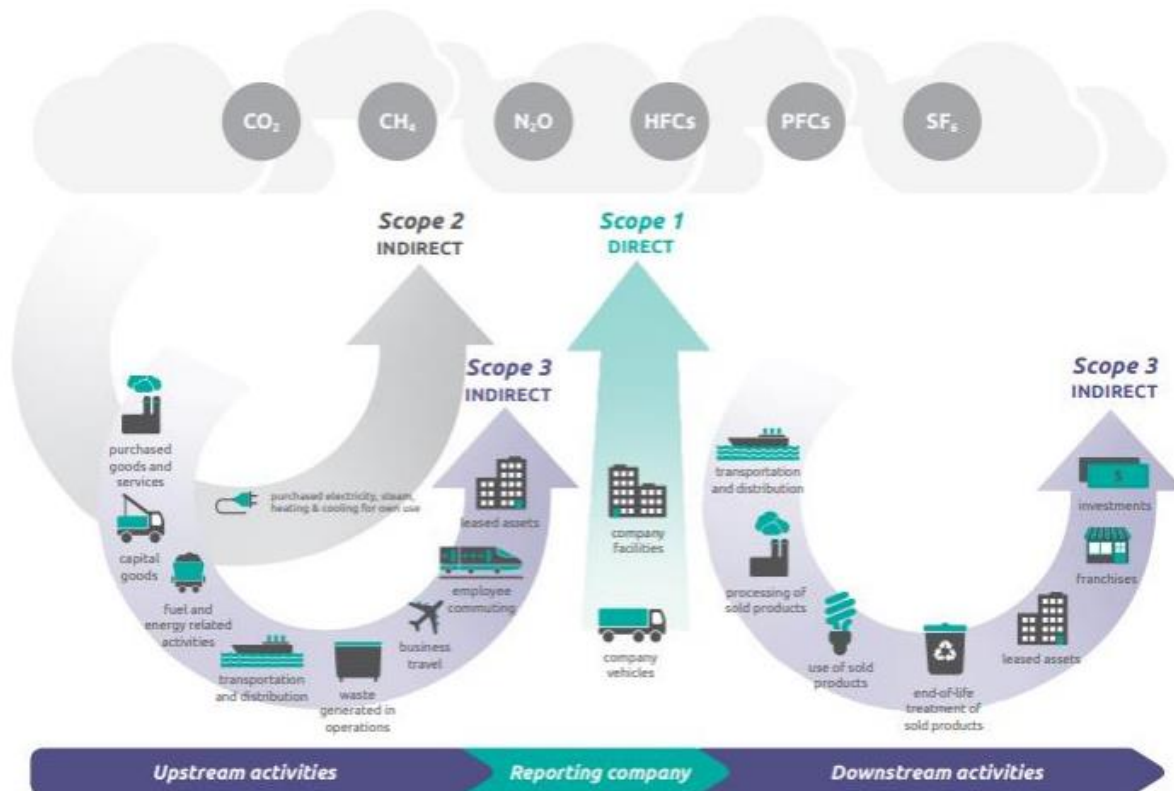 CO₂
CH₄
N₂O
HFCs
PFCs
SF₆
Scope 2
INDIRECT
Scope 1
DIRECT
Scope 3
INDIRECT
Scope 3
INDIRECT
purchased
goods and
services
capital
goods
fuel and
energy related
activities
transportation
and distribution
waste
generated in
operations
business
travel
employee
commuting
leased assets
purchased electricity, steam,
heating & cooling for own use
company
facilities
company
vehicles
transportation
and distribution
processing of
sold products
use of sold
products
end-of-life
treatment of
sold products
leased assets
franchises
$
investments
Upstream activities
Reporting company
Downstream activities